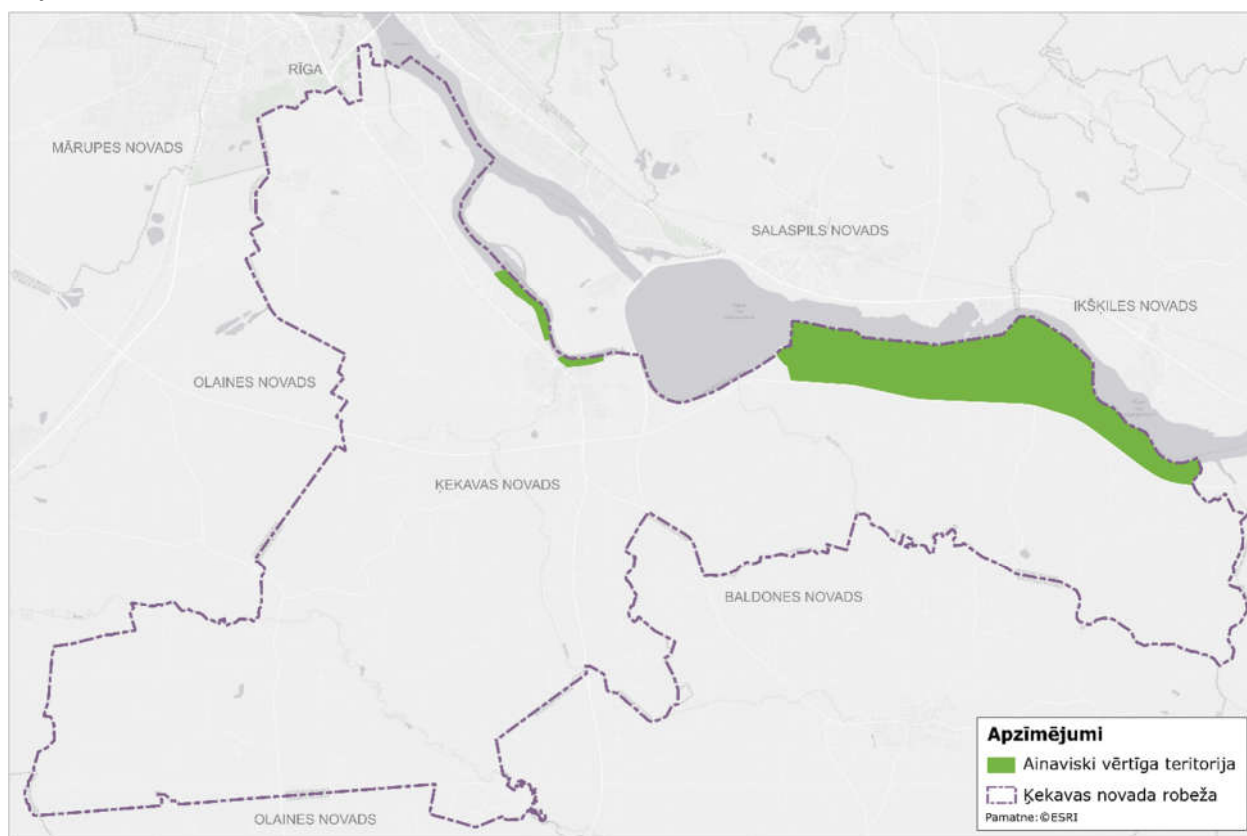 RĪGA
MĀRUPES NOVADS
SALASPILS NOVADS
IKŠĶILES NOVADS
OLAINES NOVADS
ĶEKAVAS NOVADS
BALDONES NOVADS
OLAINES NOVADS
Apzīmējumi
Ainaviski vērtīga teritorija
Ķekavas novada robeža
Pamatne: ©ESRI